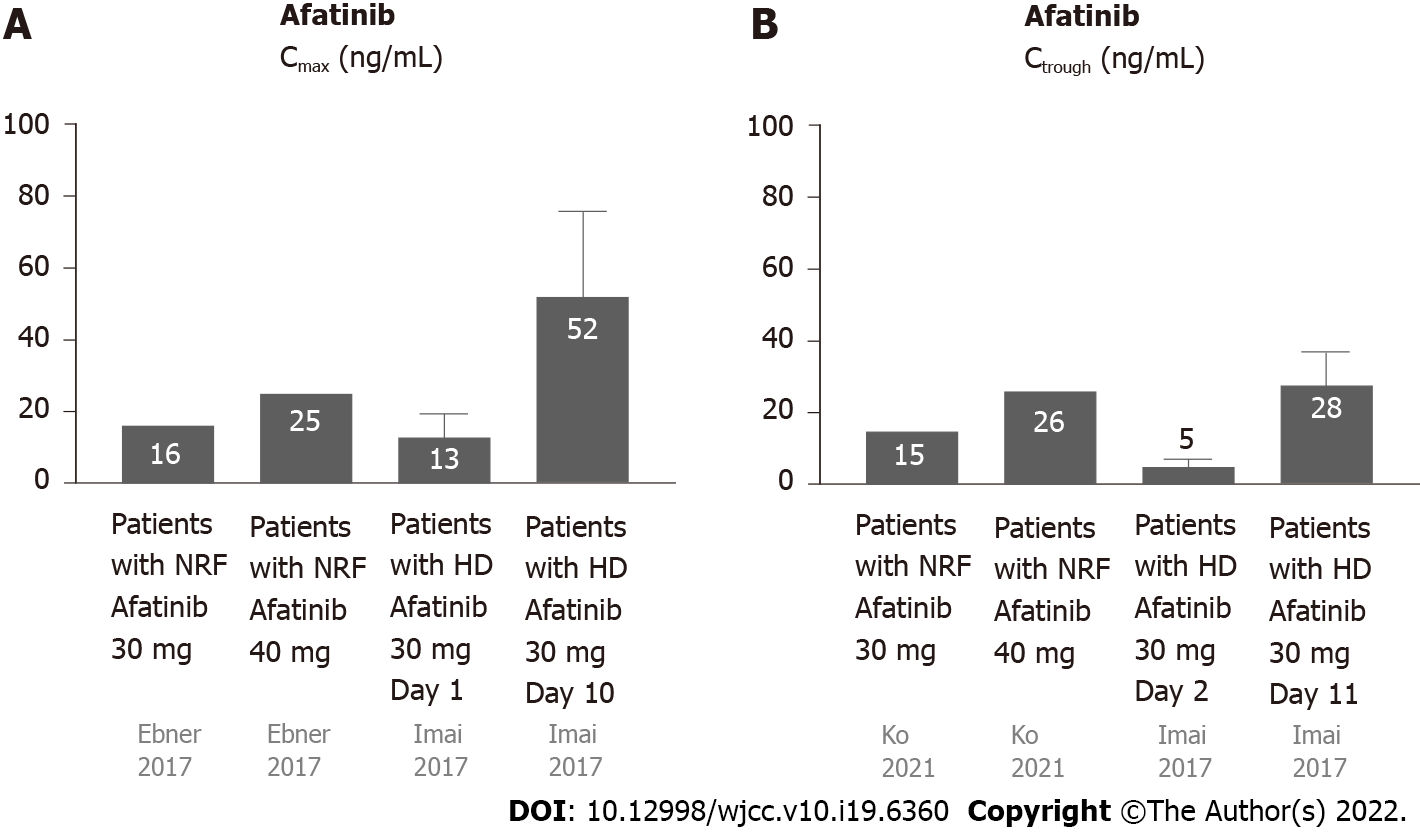 A
Afatinib
Cmax (ng/mL)
100
80
60
40
20
0
16
25
13
52
Patients
with NRF
Afatinib
30 mg
Ebner
2017
Patients
with NRF
Afatinib
40 mg
Ebner
2017
Patients
with HD
Afatinib
30 mg
Day 1
Imai
2017
Patients
with HD
Afatinib
30 mg
Day 10
Imai
2017
B
Afatinib
Ctrough (ng/mL)
100
80
60
40
20
0
15
26
5
28
Patients
with NRF
Afatinib
30 mg
Ko
2021
Patients
with NRF
Afatinib
40 mg
Ko
2021
Patients
with HD
Afatinib
30 mg
Day 2
Imai
2017
Patients
with HD
Afatinib
30 mg
Day 11
Imai
2017
DOI: 10.12998/wjcc.v10.i19.6360 Copyright ©The Author(s) 2022.